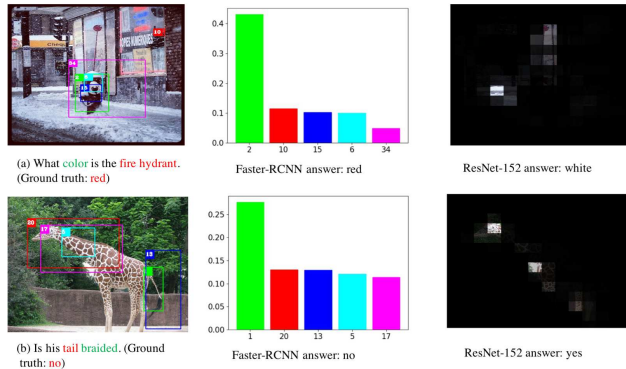 10
34
2
15
OPIES NUMERIQUES
0.4
0.3
0.2
0.1
0.0
2 10 15 6 34
(a) What color is the fire hydrant.
(Ground truth: red)
Faster-RCNN answer: red
ResNet-152 answer: white
20
17
13
0.25
0.20
0.15
0.10
0.05
0.00
1 20 13 5 17
(b) Is his tail braided. (Ground
truth: no)
Faster-RCNN answer: no
ResNet-152 answer: yes